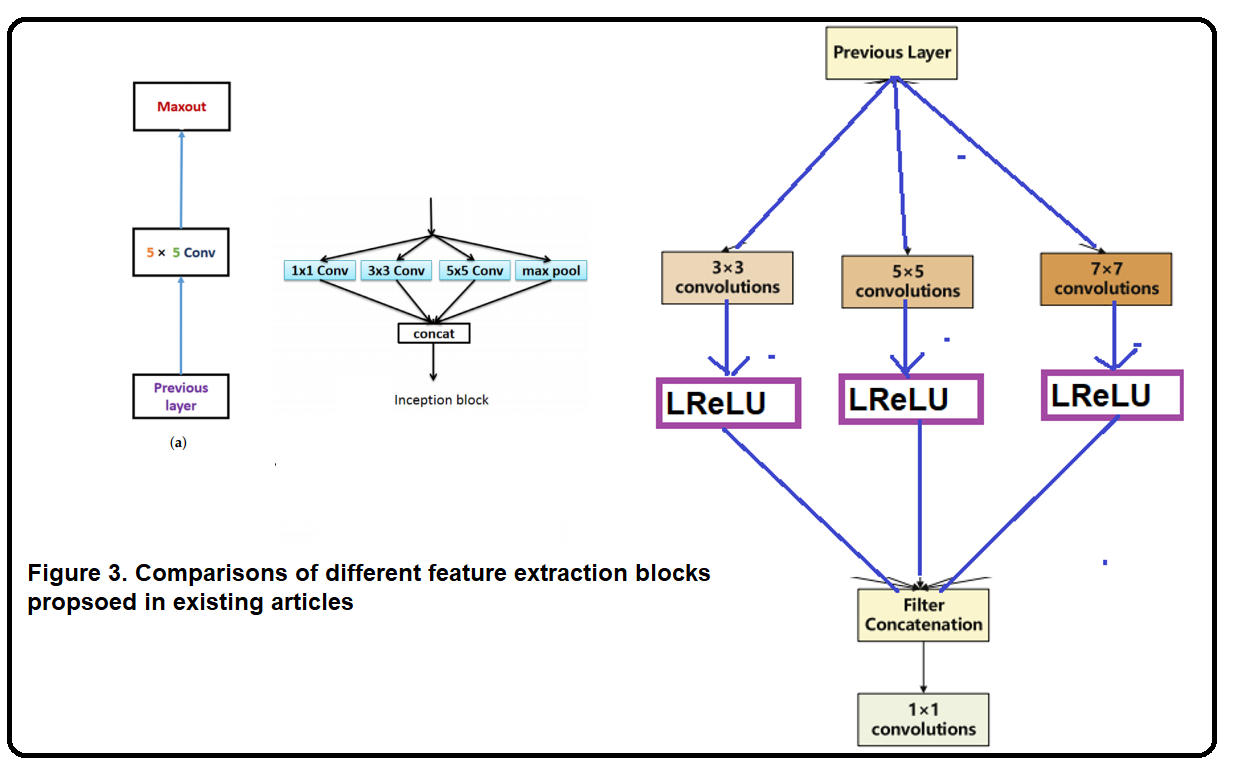 Maxout
5 × 5 Conv
Previous
layer
(a)
1x1 Conv
3x3 Conv
5x5 Conv
max pool
concat
Inception block
Previous Layer
3×3
convolutions
5×5
convolutions
7×7
convolutions
LReLU
LReLU
LReLU
Filter
Concatenation
1×1
convolutions
Figure 3. Comparisons of different feature extraction blocks
propsoed in existing articles